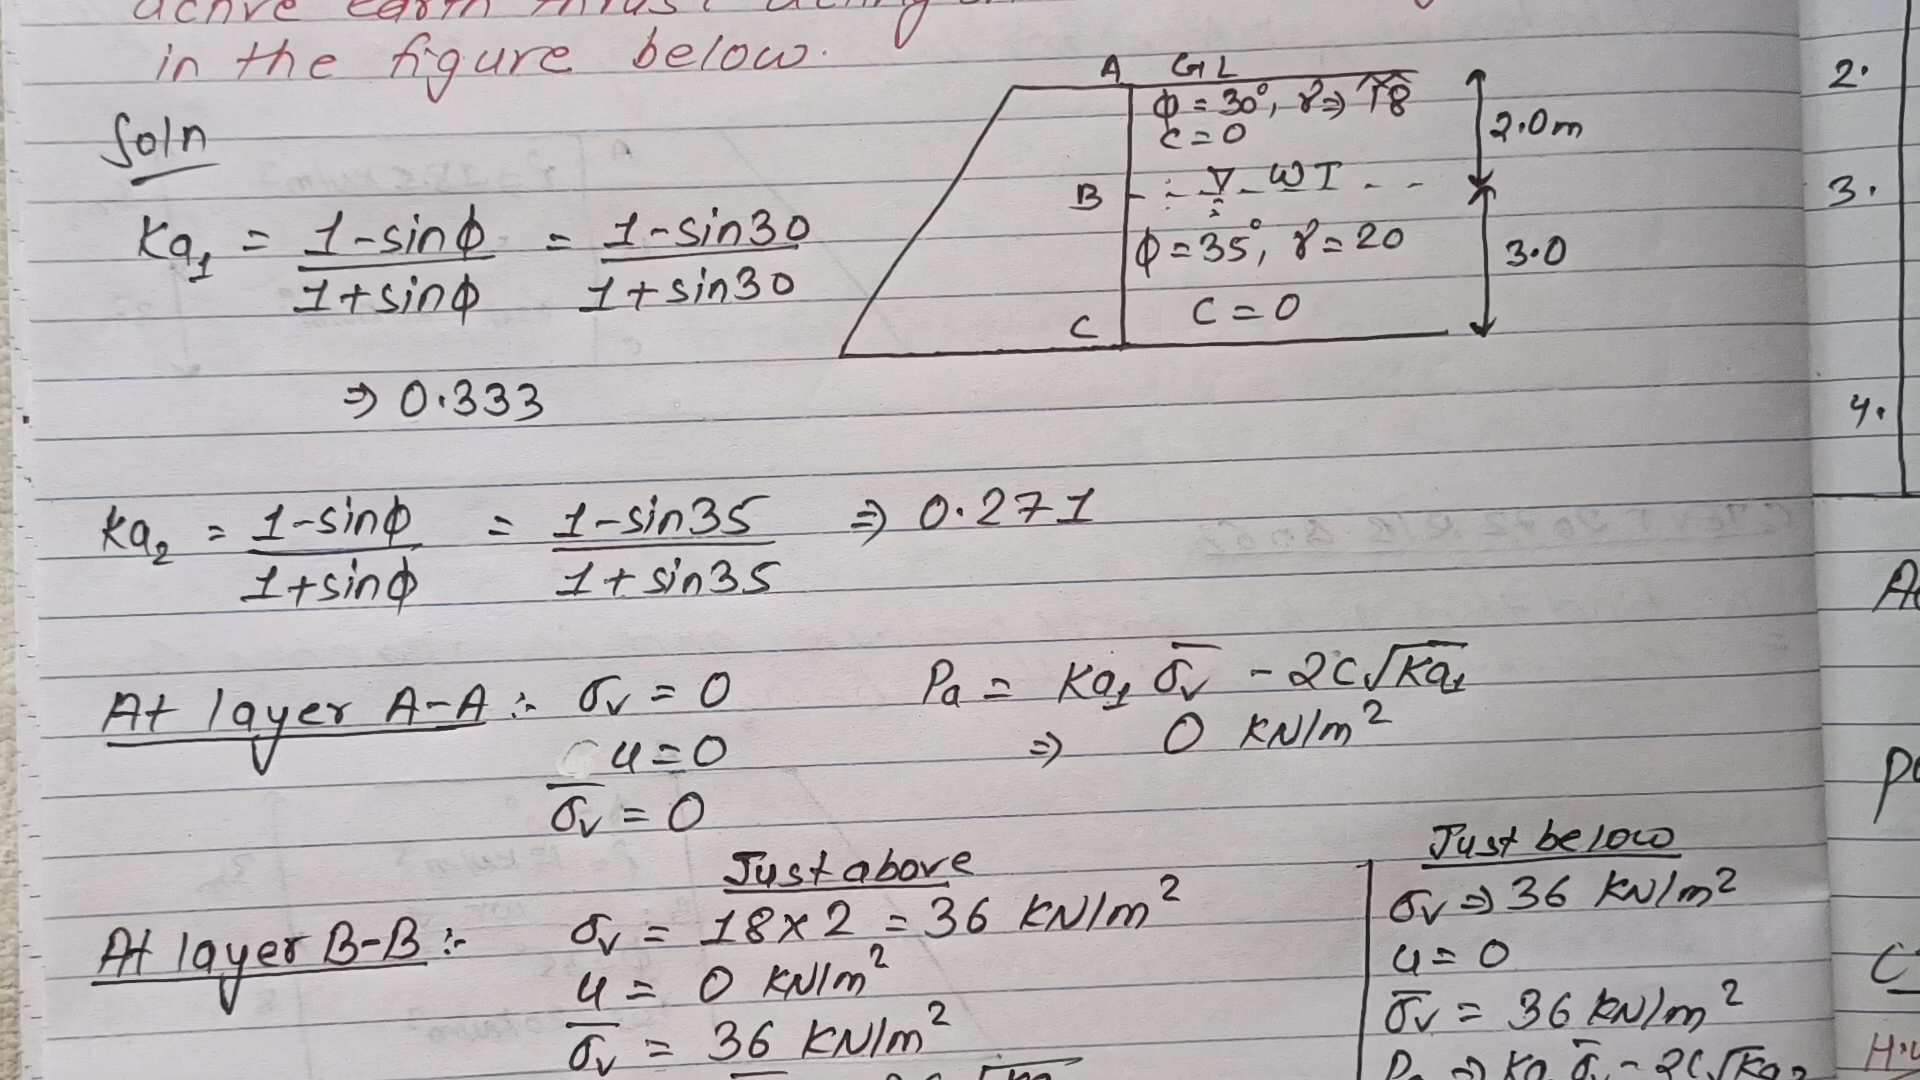 in the figure below.
Soln
A GL
φ = 30°, γ ⇒ 18
c = 0
2.0m
B ▽ WT
φ = 35°, γ = 20
3.0
C = 0
C
Ka₁ = (1-sinφ)/(1+sinφ) = (1-sin30)/(1+sin30)
⇒ 0.333
Ka₂ = (1-sinφ)/(1+sinφ) = (1-sin35)/(1+sin35) ⇒ 0.271
At layer A-A :- σv = 0 Pa = Ka₁ σ̄v - 2C√Ka₁
u = 0 ⇒ 0 KN/m²
σ̄v = 0
Just above
At layer B-B :- σv = 18×2 = 36 KN/m²
u = 0 KN/m²
σ̄v = 36 KN/m²
Just below
σv ⇒ 36 KN/m²
u = 0
σ̄v = 36 KN/m²
2.
3.
4.